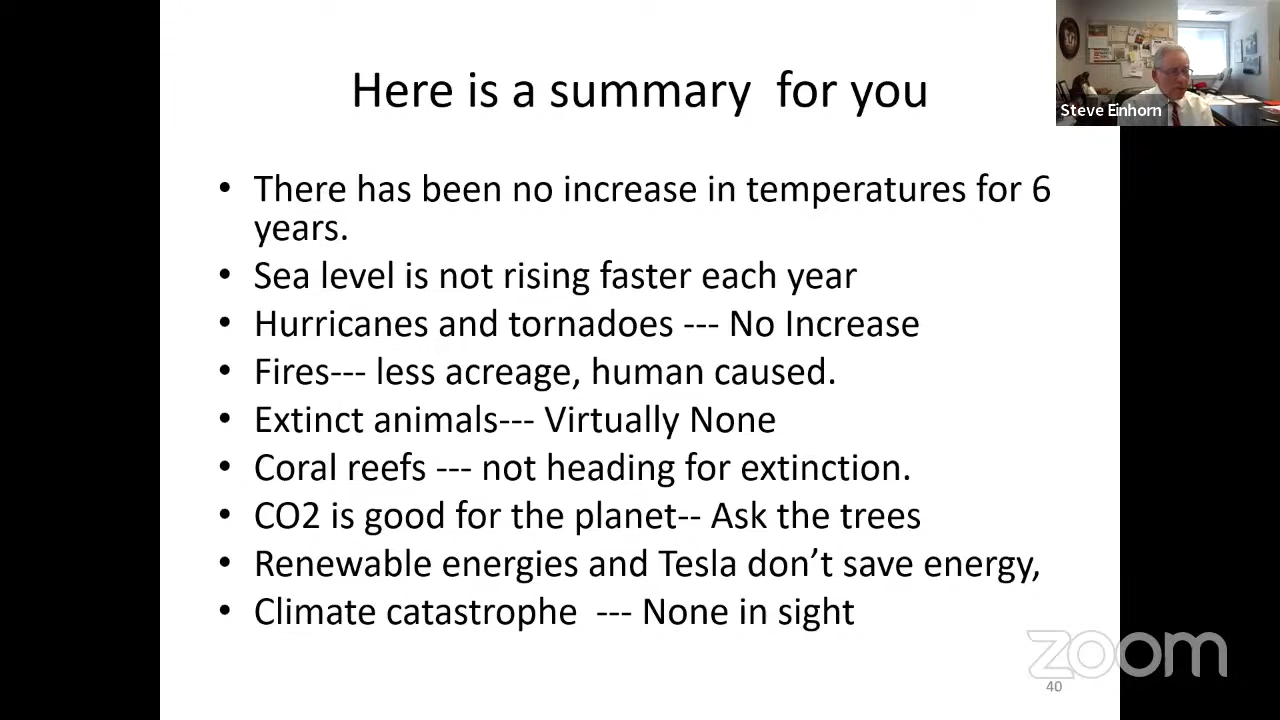 Here is a summary for you
Steve Einhorn
• There has been no increase in temperatures for 6
years.
• Sea level is not rising faster each year
• Hurricanes and tornadoes --- No Increase
• Fires--- less acreage, human caused.
• Extinct animals--- Virtually None
• Coral reefs --- not heading for extinction.
• CO2 is good for the planet-- Ask the trees
• Renewable energies and Tesla don’t save energy,
• Climate catastrophe --- None in sight
zoom
40